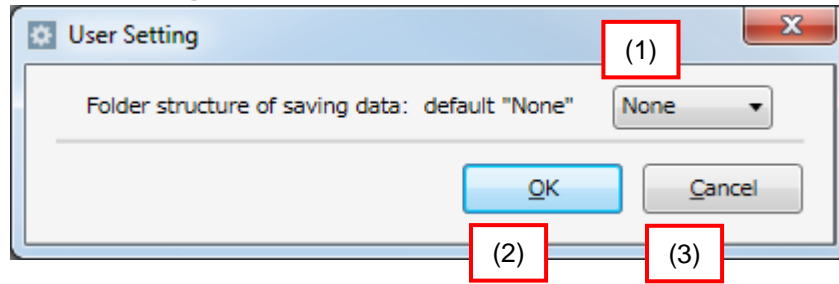 User Setting
(1)
Folder structure of saving data: default "None" None
OK Cancel
(2) (3)